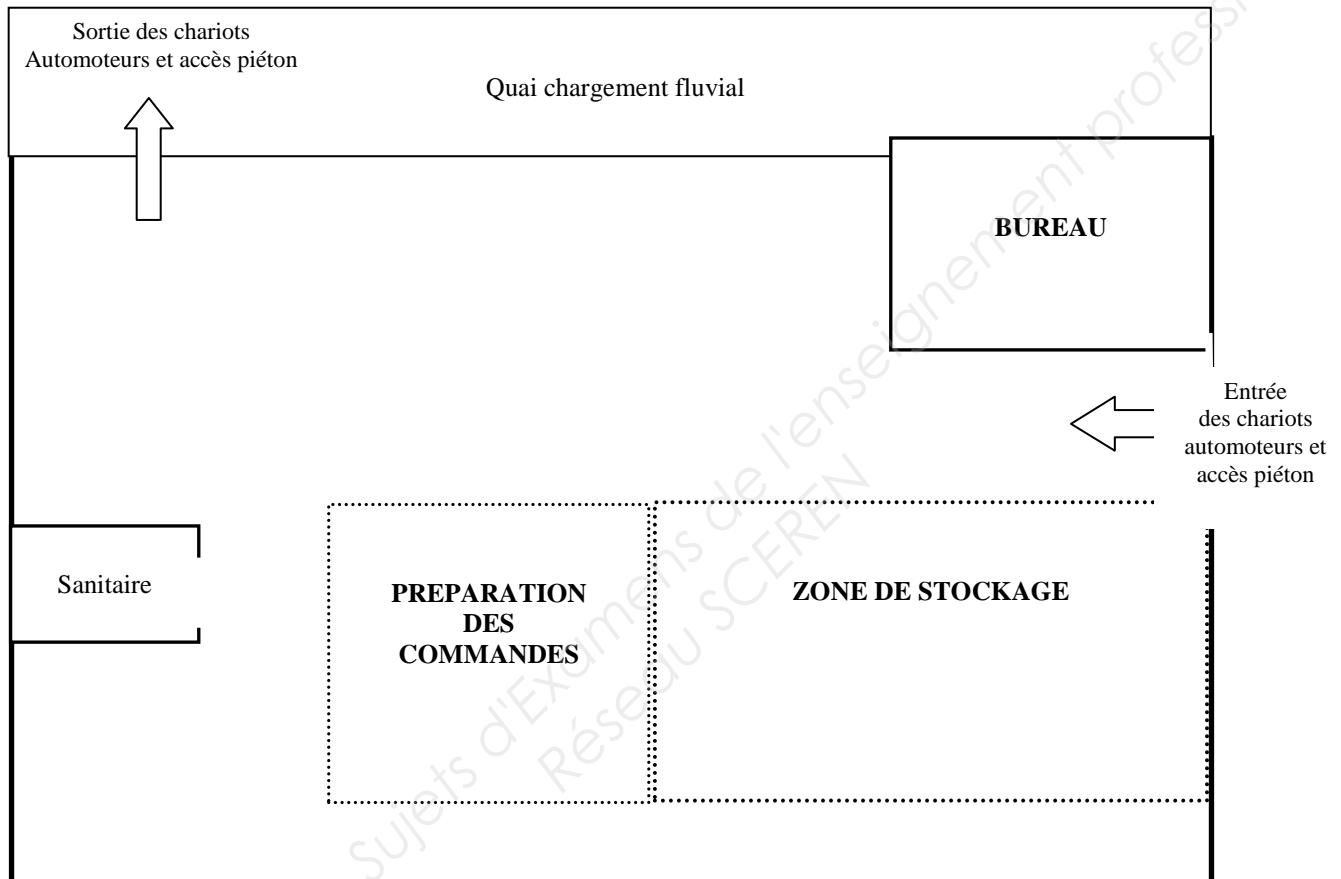 Sortie des chariots
Automoteurs et accès piéton
Quai chargement fluvial
BUREAU
Entrée
des chariots
automoteurs et
accès piéton
Sanitaire
PREPARATION
DES
COMMANDES
ZONE DE STOCKAGE
Sujets d'Examens de l'enseignement professi
Réseau SCEREN